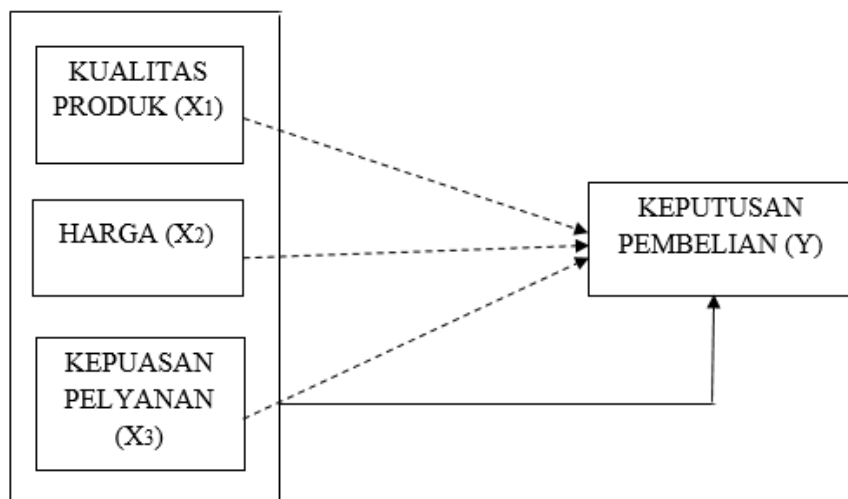 KUALITAS
PRODUK (X1)
HARGA (X2)
KEPUASAN
PELYANAN
(X3)
KEPUTUSAN
PEMBELIAN (Y)